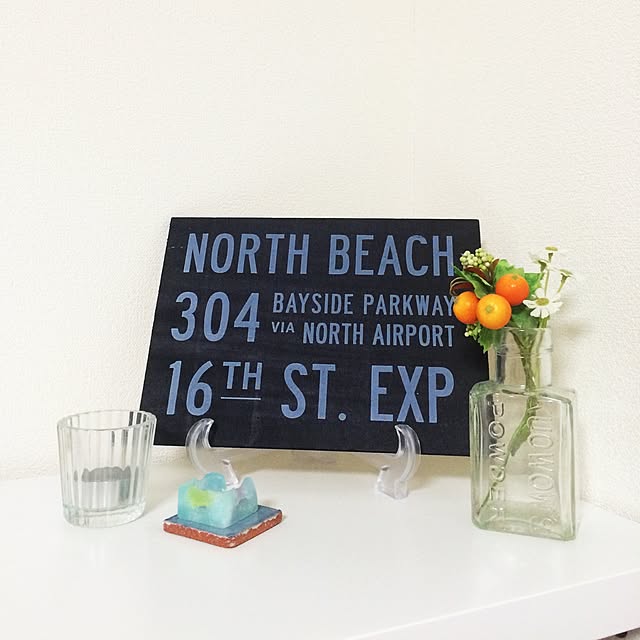 NORTH BEACH
304 BAYSIDE PARKWAY
VIA NORTH AIRPORT
16TH ST. EXP
POWDER